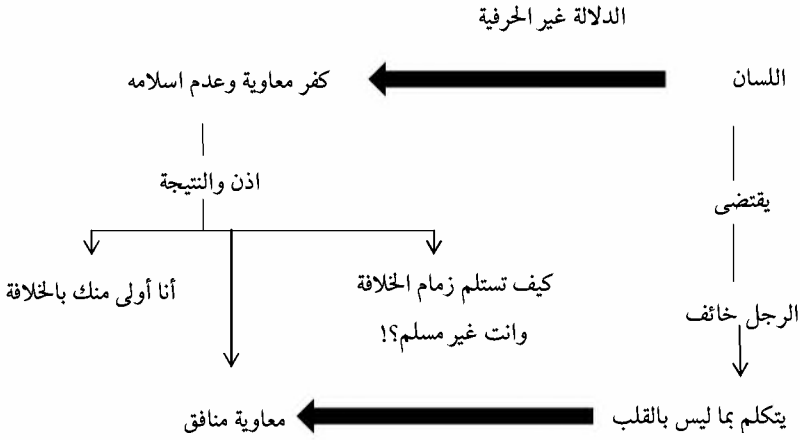 الدلالة غير الحرفية
اللسان
كفر معاوية وعدم اسلامه
اذن والنتيجة
يقتضى
كيف تستلم زمام الخلافة
وانت غير مسلم؟!
أنا أولى منك بالخلافة
الرجل خائف
يتكلم بما ليس بالقلب
معاوية منافق